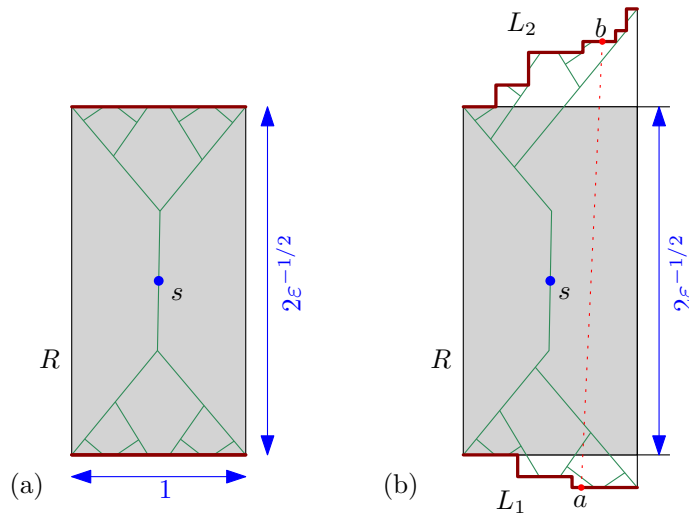 L₂
b
s
2ε^{-1/2}
R
(a)
1
s
2ε^{-1/2}
R
(b)
L₁
a